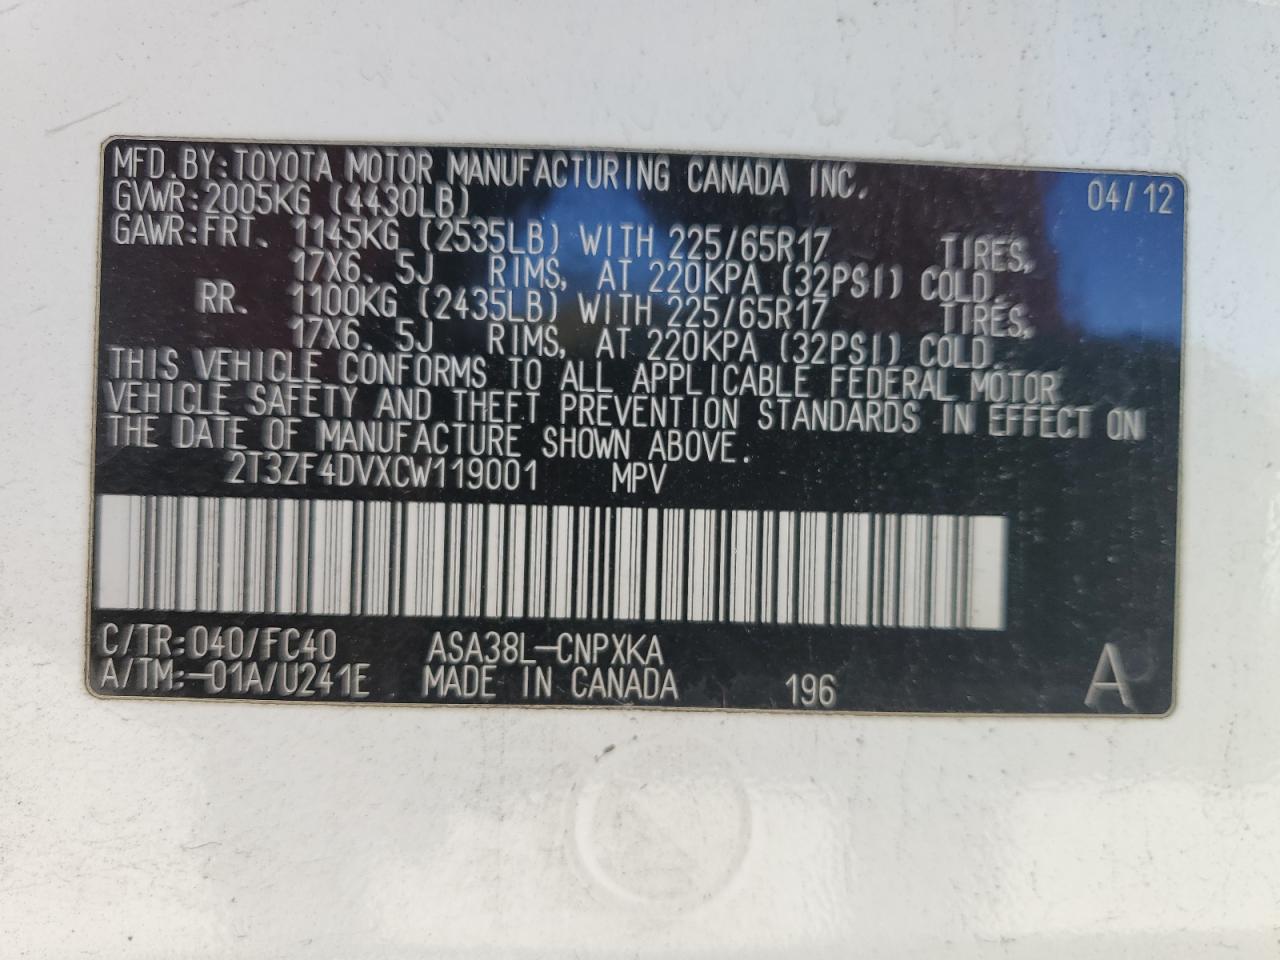 MFD.BY:TOYOTA MOTOR MANUFACTURING CANADA INC. 04/12
GVWR:2005KG (4430LB)
GAWR:FRT. 1145KG (2535LB) WITH 225/65R17 TIRES,
17X6.5J RIMS, AT 220KPA (32PSI) COLD.
RR. 1100KG (2435LB) WITH 225/65R17 TIRES,
17X6.5J RIMS, AT 220KPA (32PSI) COLD.
THIS VEHICLE CONFORMS TO ALL APPLICABLE FEDERAL MOTOR
VEHICLE SAFETY AND THEFT PREVENTION STANDARDS IN EFFECT ON
THE DATE OF MANUFACTURE SHOWN ABOVE.
2T3ZF4DVXCW119001 MPV
C/TR:040/FC40 ASA38L-CNPXKA
A/TM:-01A/U241E MADE IN CANADA 196 A